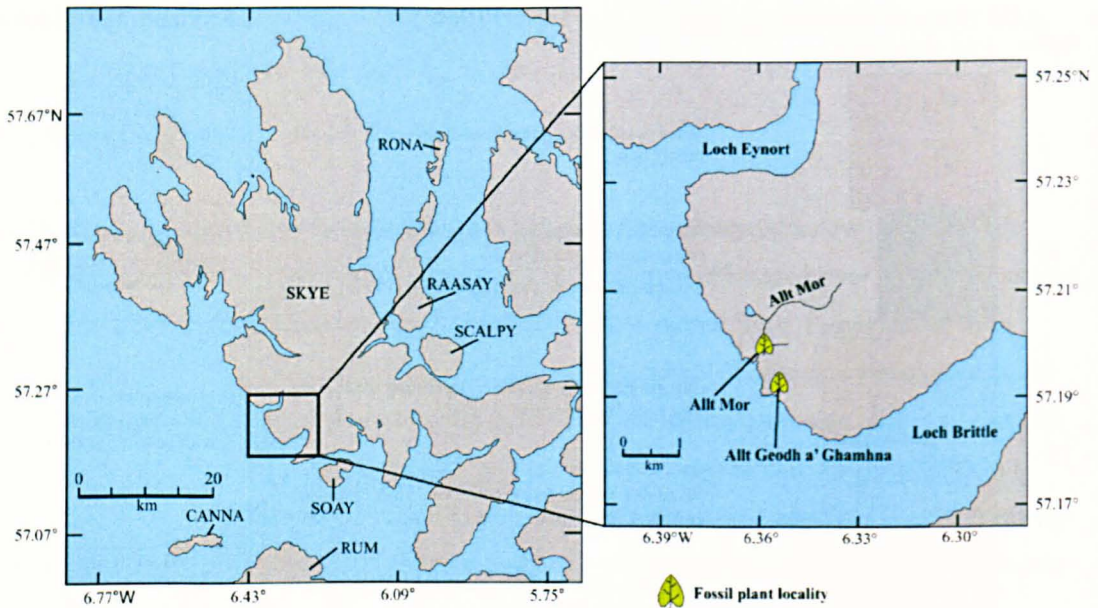 57.67°N
57.47°
57.27°
57.07°
6.77°W
6.43°
6.09°
5.75°
RONA
SKYE
RAASAY
SCALPY
SOAY
CANNA
RUM
0
20
km
57.25°N
57.23°
57.21°
57.19°
57.17°
6.39°W
6.36°
6.33°
6.30°
Loch Eynort
Allt Mor
Allt Mor
Allt Geodh a' Ghamhna
Loch Brittle
0
1
km
Fossil plant locality